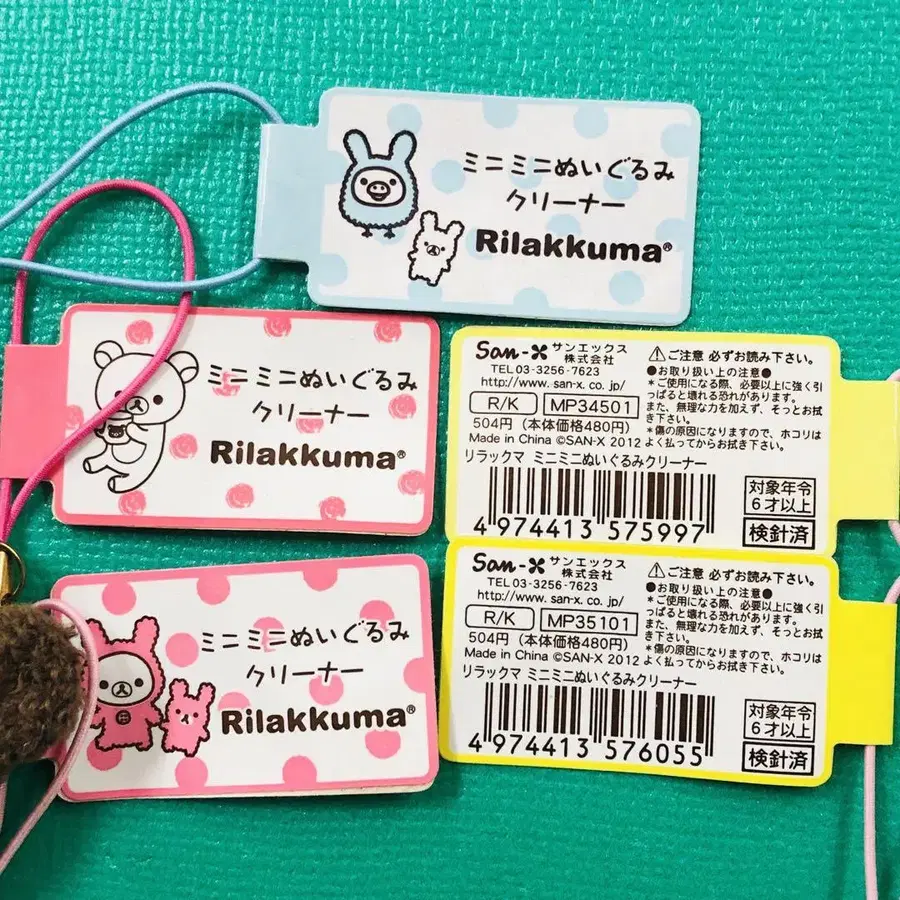 ミニミニぬいぐるみ
クリーナー
Rilakkuma®
ミニミニぬいぐるみ
クリーナー
Rilakkuma®
ミニミニぬいぐるみ
クリーナー
Rilakkuma®
San-X サンエックス
株式会社
TEL 03-3256-7623
http://www. san-x. co. jp/
R/K MP34501
504円（本体価格480円）
Made in China ©SAN-X 2012
⚠ご注意 必ずお読み下さい。
●お取り扱い上の注意●
＊ご使用になる際、必要以上に強く引
っぱると壊れる恐れがあります。
また、無理な力を加えず、そっとお拭
き下さい。
＊傷の原因になりますので、ホコリは
よく払ってからお拭き下さい。
リラックマ ミニミニぬいぐるみクリーナー
4 974413 575997
対象年令
6才以上
検針済
San-X サンエックス
株式会社
TEL 03-3256-7623
http://www. san-x. co. jp/
R/K MP35101
504円（本体価格480円）
Made in China ©SAN-X 2012
⚠ご注意 必ずお読み下さい。
●お取り扱い上の注意●
＊ご使用になる際、必要以上に強く引
っぱると壊れる恐れがあります。
また、無理な力を加えず、そっとお拭
き下さい。
＊傷の原因になりますので、ホコリは
よく払ってからお拭き下さい。
リラックマ ミニミニぬいぐるみクリーナー
4 974413 576055
対象年令
6才以上
検針済